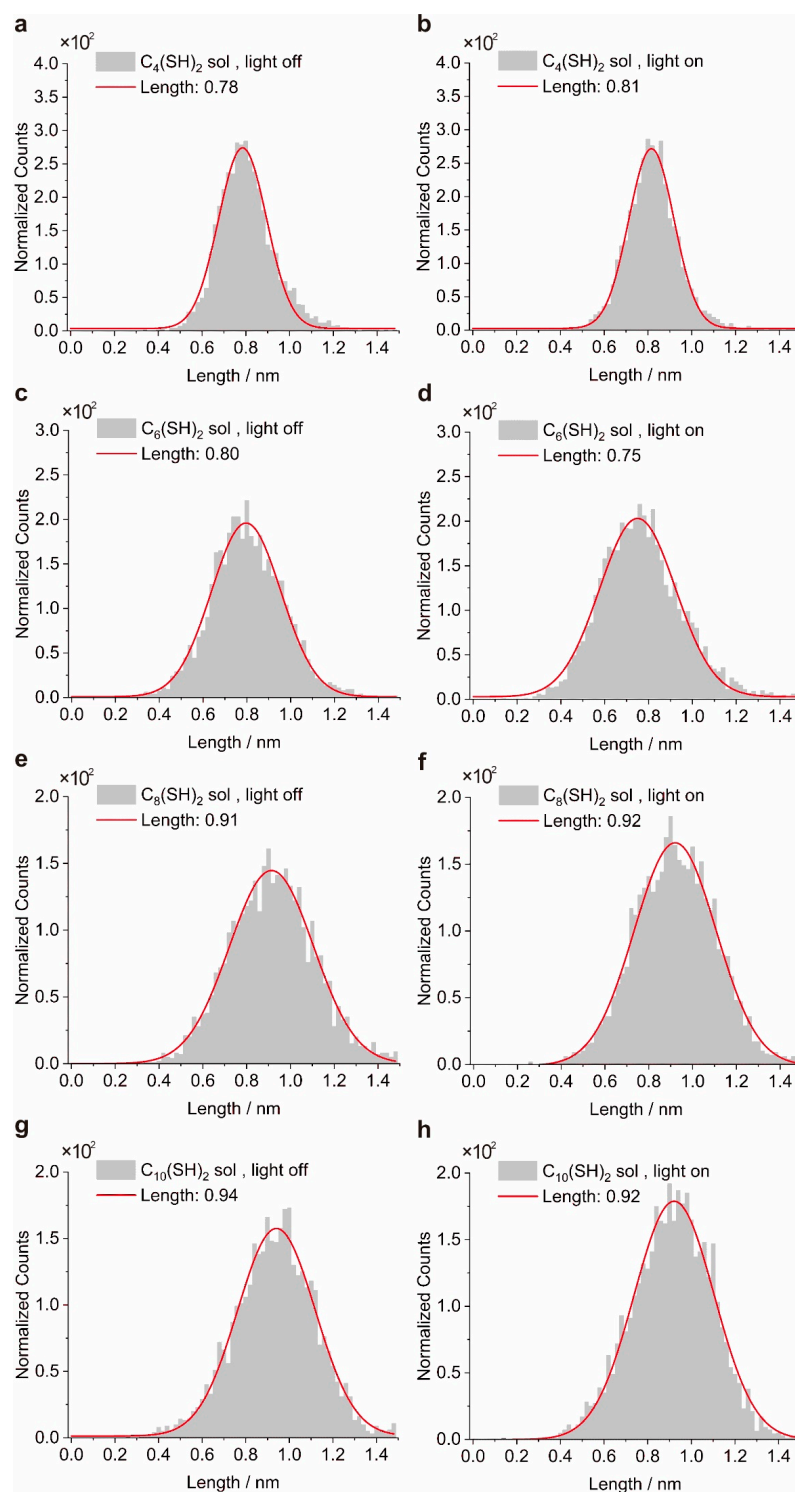 a
×10²
C₄(SH)₂ sol , light off
Length: 0.78
Normalized Counts
4.0
3.5
3.0
2.5
2.0
1.5
1.0
0.5
0.0
0.0 0.2 0.4 0.6 0.8 1.0 1.2 1.4
Length / nm
b
×10²
C₄(SH)₂ sol , light on
Length: 0.81
Normalized Counts
4.0
3.5
3.0
2.5
2.0
1.5
1.0
0.5
0.0
0.0 0.2 0.4 0.6 0.8 1.0 1.2 1.4
Length / nm
c
×10²
C₆(SH)₂ sol , light off
Length: 0.80
Normalized Counts
3.0
2.5
2.0
1.5
1.0
0.5
0.0
0.0 0.2 0.4 0.6 0.8 1.0 1.2 1.4
Length / nm
d
×10²
C₆(SH)₂ sol , light on
Length: 0.75
Normalized Counts
3.0
2.5
2.0
1.5
1.0
0.5
0.0
0.0 0.2 0.4 0.6 0.8 1.0 1.2 1.4
Length / nm
e
×10²
C₈(SH)₂ sol , light off
Length: 0.91
Normalized Counts
2.0
1.5
1.0
0.5
0.0
0.0 0.2 0.4 0.6 0.8 1.0 1.2 1.4
Length / nm
f
×10²
C₈(SH)₂ sol , light on
Length: 0.92
Normalized Counts
2.0
1.5
1.0
0.5
0.0
0.0 0.2 0.4 0.6 0.8 1.0 1.2 1.4
Length / nm
g
×10²
C₁₀(SH)₂ sol , light off
Length: 0.94
Normalized Counts
2.0
1.5
1.0
0.5
0.0
0.0 0.2 0.4 0.6 0.8 1.0 1.2 1.4
Length / nm
h
×10²
C₁₀(SH)₂ sol , light on
Length: 0.92
Normalized Counts
2.0
1.5
1.0
0.5
0.0
0.0 0.2 0.4 0.6 0.8 1.0 1.2 1.4
Length / nm